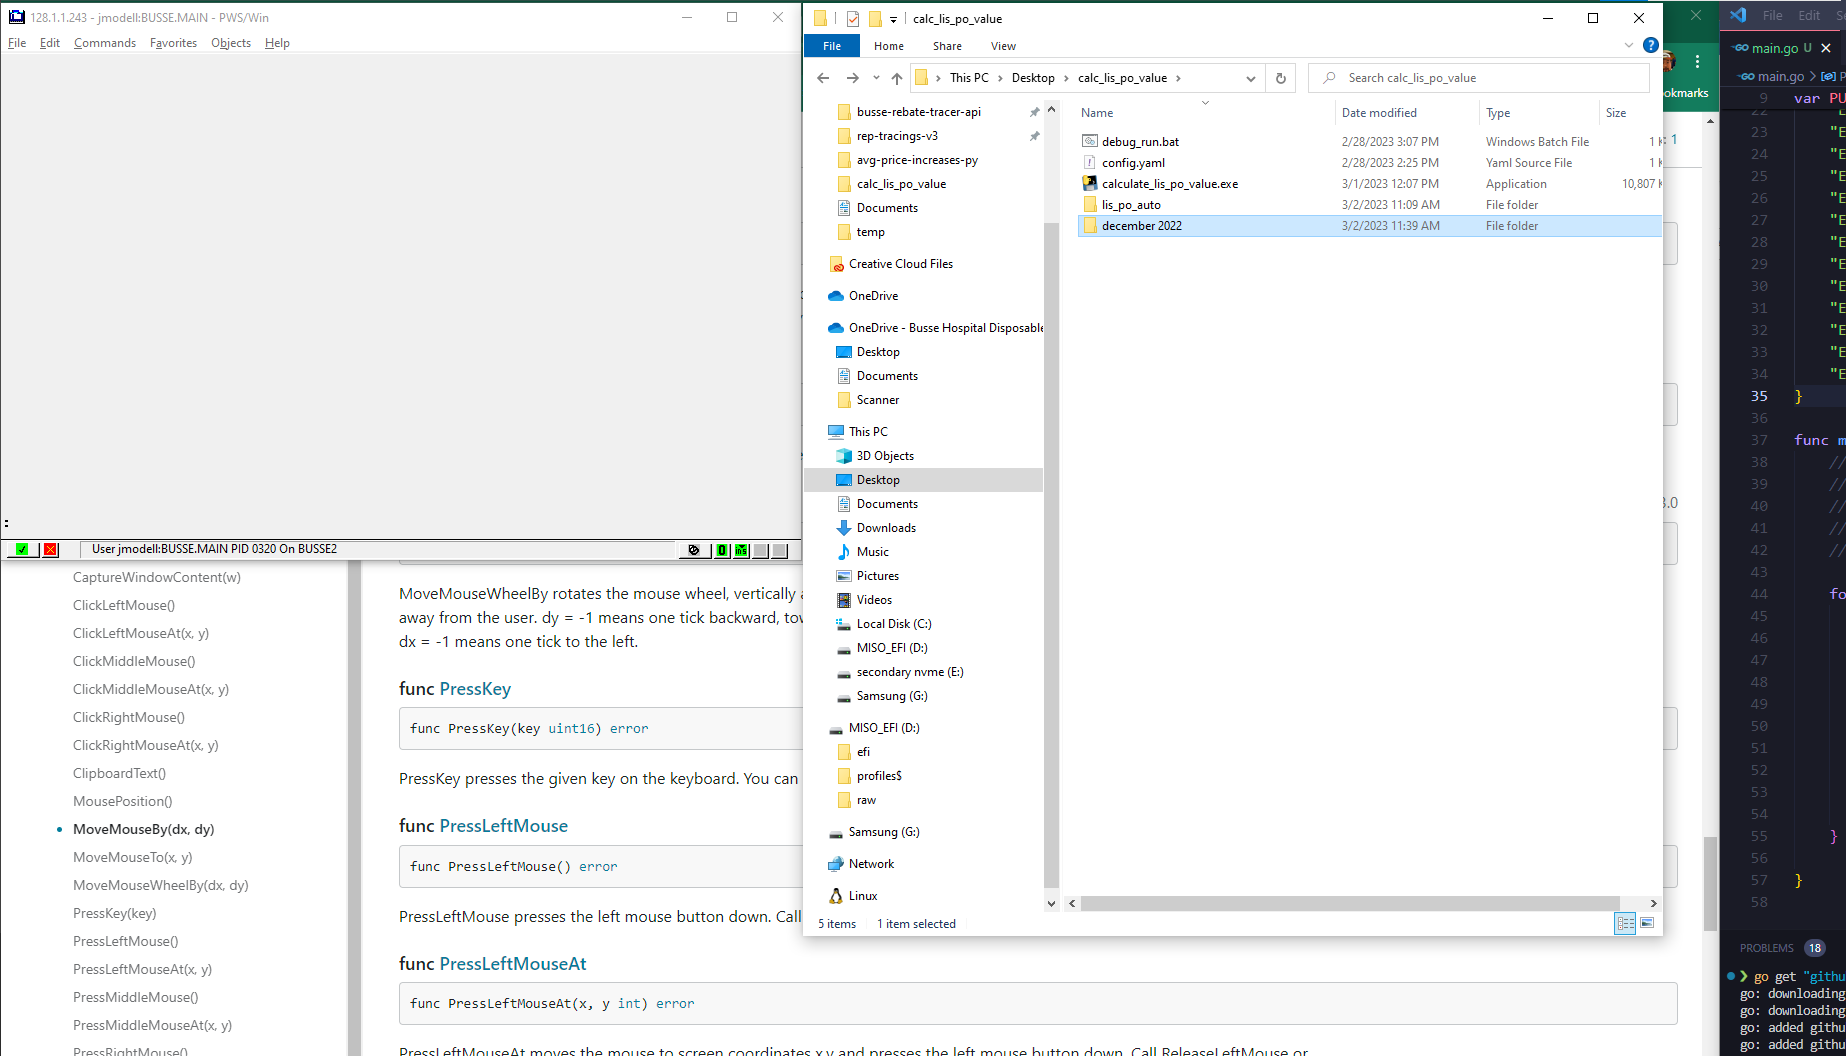 128.1.1.243 - jmodell:BUSSE.MAIN - PWS/Win
File Edit Commands Favorites Objects Help
:
User jmodell:BUSSE.MAIN PID 0320 On BUSSE2
CaptureWindowContent(w)
ClickLeftMouse()
ClickLeftMouseAt(x, y)
ClickMiddleMouse()
ClickMiddleMouseAt(x, y)
ClickRightMouse()
ClickRightMouseAt(x, y)
ClipboardText()
MousePosition()
MoveMouseBy(dx, dy)
MoveMouseTo(x, y)
MoveMouseWheelBy(dx, dy)
PressKey(key)
PressLeftMouse()
PressLeftMouseAt(x, y)
PressMiddleMouse()
PressMiddleMouseAt(x, y)
PressRightMouse()
MoveMouseWheelBy rotates the mouse wheel, vertically
away from the user. dy = -1 means one tick backward,
dx = -1 means one tick to the left.
func PressKey
func PressKey(key uint16) error
PressKey presses the given key on the keyboard. You can
func PressLeftMouse
func PressLeftMouse() error
PressLeftMouse presses the left mouse button down. Call
func PressLeftMouseAt
func PressLeftMouseAt(x, y int) error
PressLeftMouseAt moves the mouse to screen coordinates x,y and presses the left mouse button down. Call ReleaseLeftMouse or
calc_lis_po_value
File Home Share View
This PC > Desktop > calc_lis_po_value >
Search calc_lis_po_value
busse-rebate-tracer-api
rep-tracings-v3
avg-price-increases-py
calc_lis_po_value
Documents
temp
Creative Cloud Files
OneDrive
OneDrive - Busse Hospital Disposable
Desktop
Documents
Scanner
This PC
3D Objects
Desktop
Documents
Downloads
Music
Pictures
Videos
Local Disk (C:)
MISO_EFI (D:)
secondary nvme (E:)
Samsung (G:)
MISO_EFI (D:)
efi
profiles$
raw
Samsung (G:)
Network
Linux
Name Date modified Type Size
debug_run.bat 2/28/2023 3:07 PM Windows Batch File 1
config.yaml 2/28/2023 2:25 PM Yaml Source File 1
calculate_lis_po_value.exe 3/1/2023 12:07 PM Application 10,807
lis_po_auto 3/2/2023 11:09 AM File folder
december 2022 3/2/2023 11:39 AM File folder
5 items 1 item selected
okmarks
: 1
3.0
File Edit
main.go U
main.go >
9 var PU
22 "E
23 "E
24 "E
25 "E
26 "E
27 "E
28 "E
29 "E
30 "E
31 "E
32 "E
33 "E
34 "E
35 }
36
37 func m
38 //
39 //
40 //
41 //
42 //
43
44 fo
45
46
47
48
49
50
51
52
53
54
55 }
56
57 }
58
PROBLEMS 18
❯ go get "githu
go: downloading
go: downloading
go: added githu
go: added githu